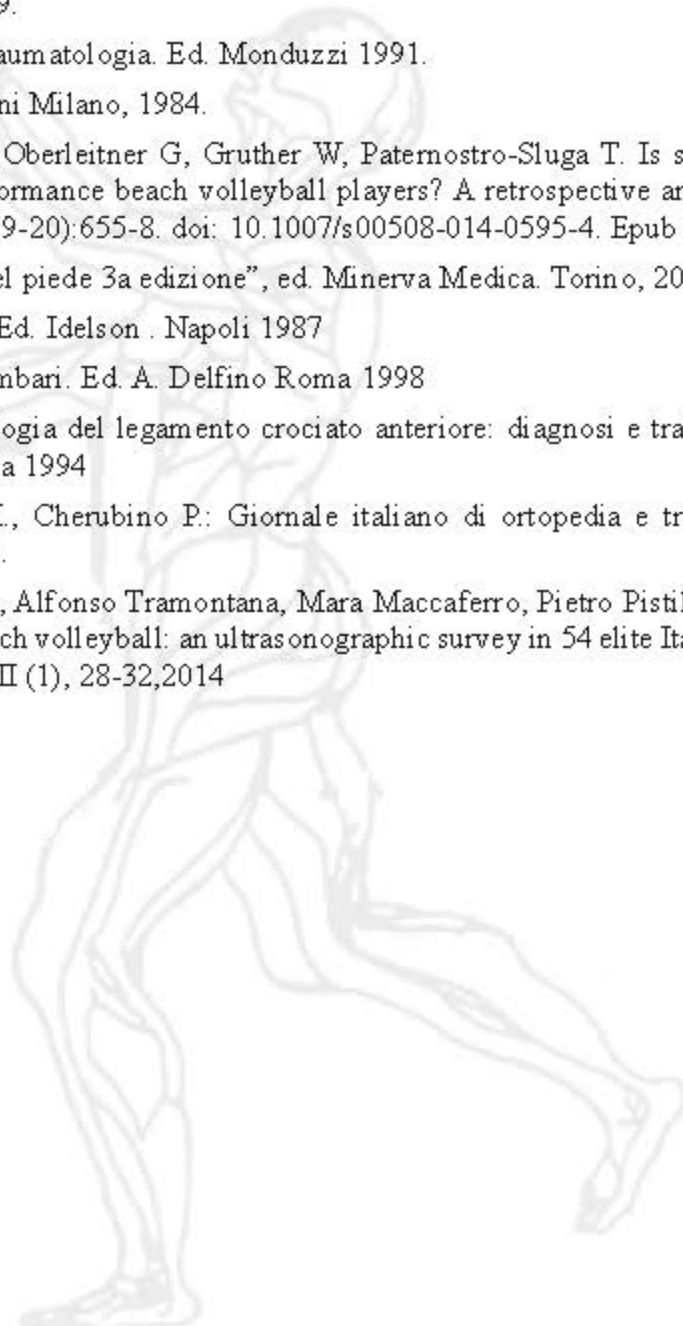 9.
aumatologia. Ed. Monduzzi 1991.
ni Milano, 1984.
Oberleitner G, Gruther W, Paternostro-Sluga T. Is s
ormance beach volleyball players? A retrospective ar
9-20):655-8. doi: 10.1007/s00508-014-0595-4. Epub
el piede 3a edizione”, ed. Minerva Medica. Torino, 20
Ed. Idelson . Napoli 1987
nbari. Ed. A. Delfino Roma 1998
ogia del legamento crociato anteriore: diagnosi e tra
a 1994
I., Cherubino P.: Giornale italiano di ortopedia e tr
.
, Alfonso Tramontana, Mara Maccaferro, Pietro Pistil
ch volleyball: an ultrasonographic survey in 54 elite Ita
II (1), 28-32,2014